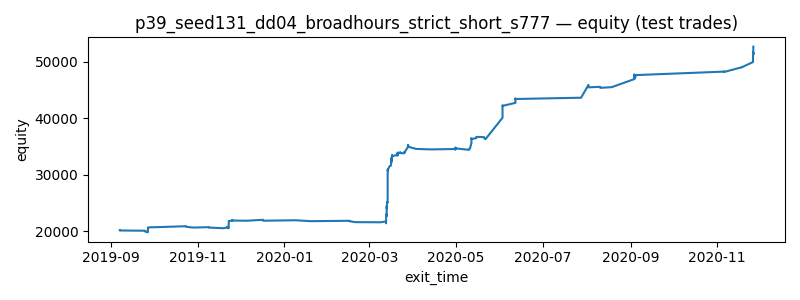 p39_seed131_dd04_broadhours_strict_short_s777 — equity (test trades)
equity
50000
40000
30000
20000
2019-09 2019-11 2020-01 2020-03 2020-05 2020-07 2020-09 2020-11
exit_time